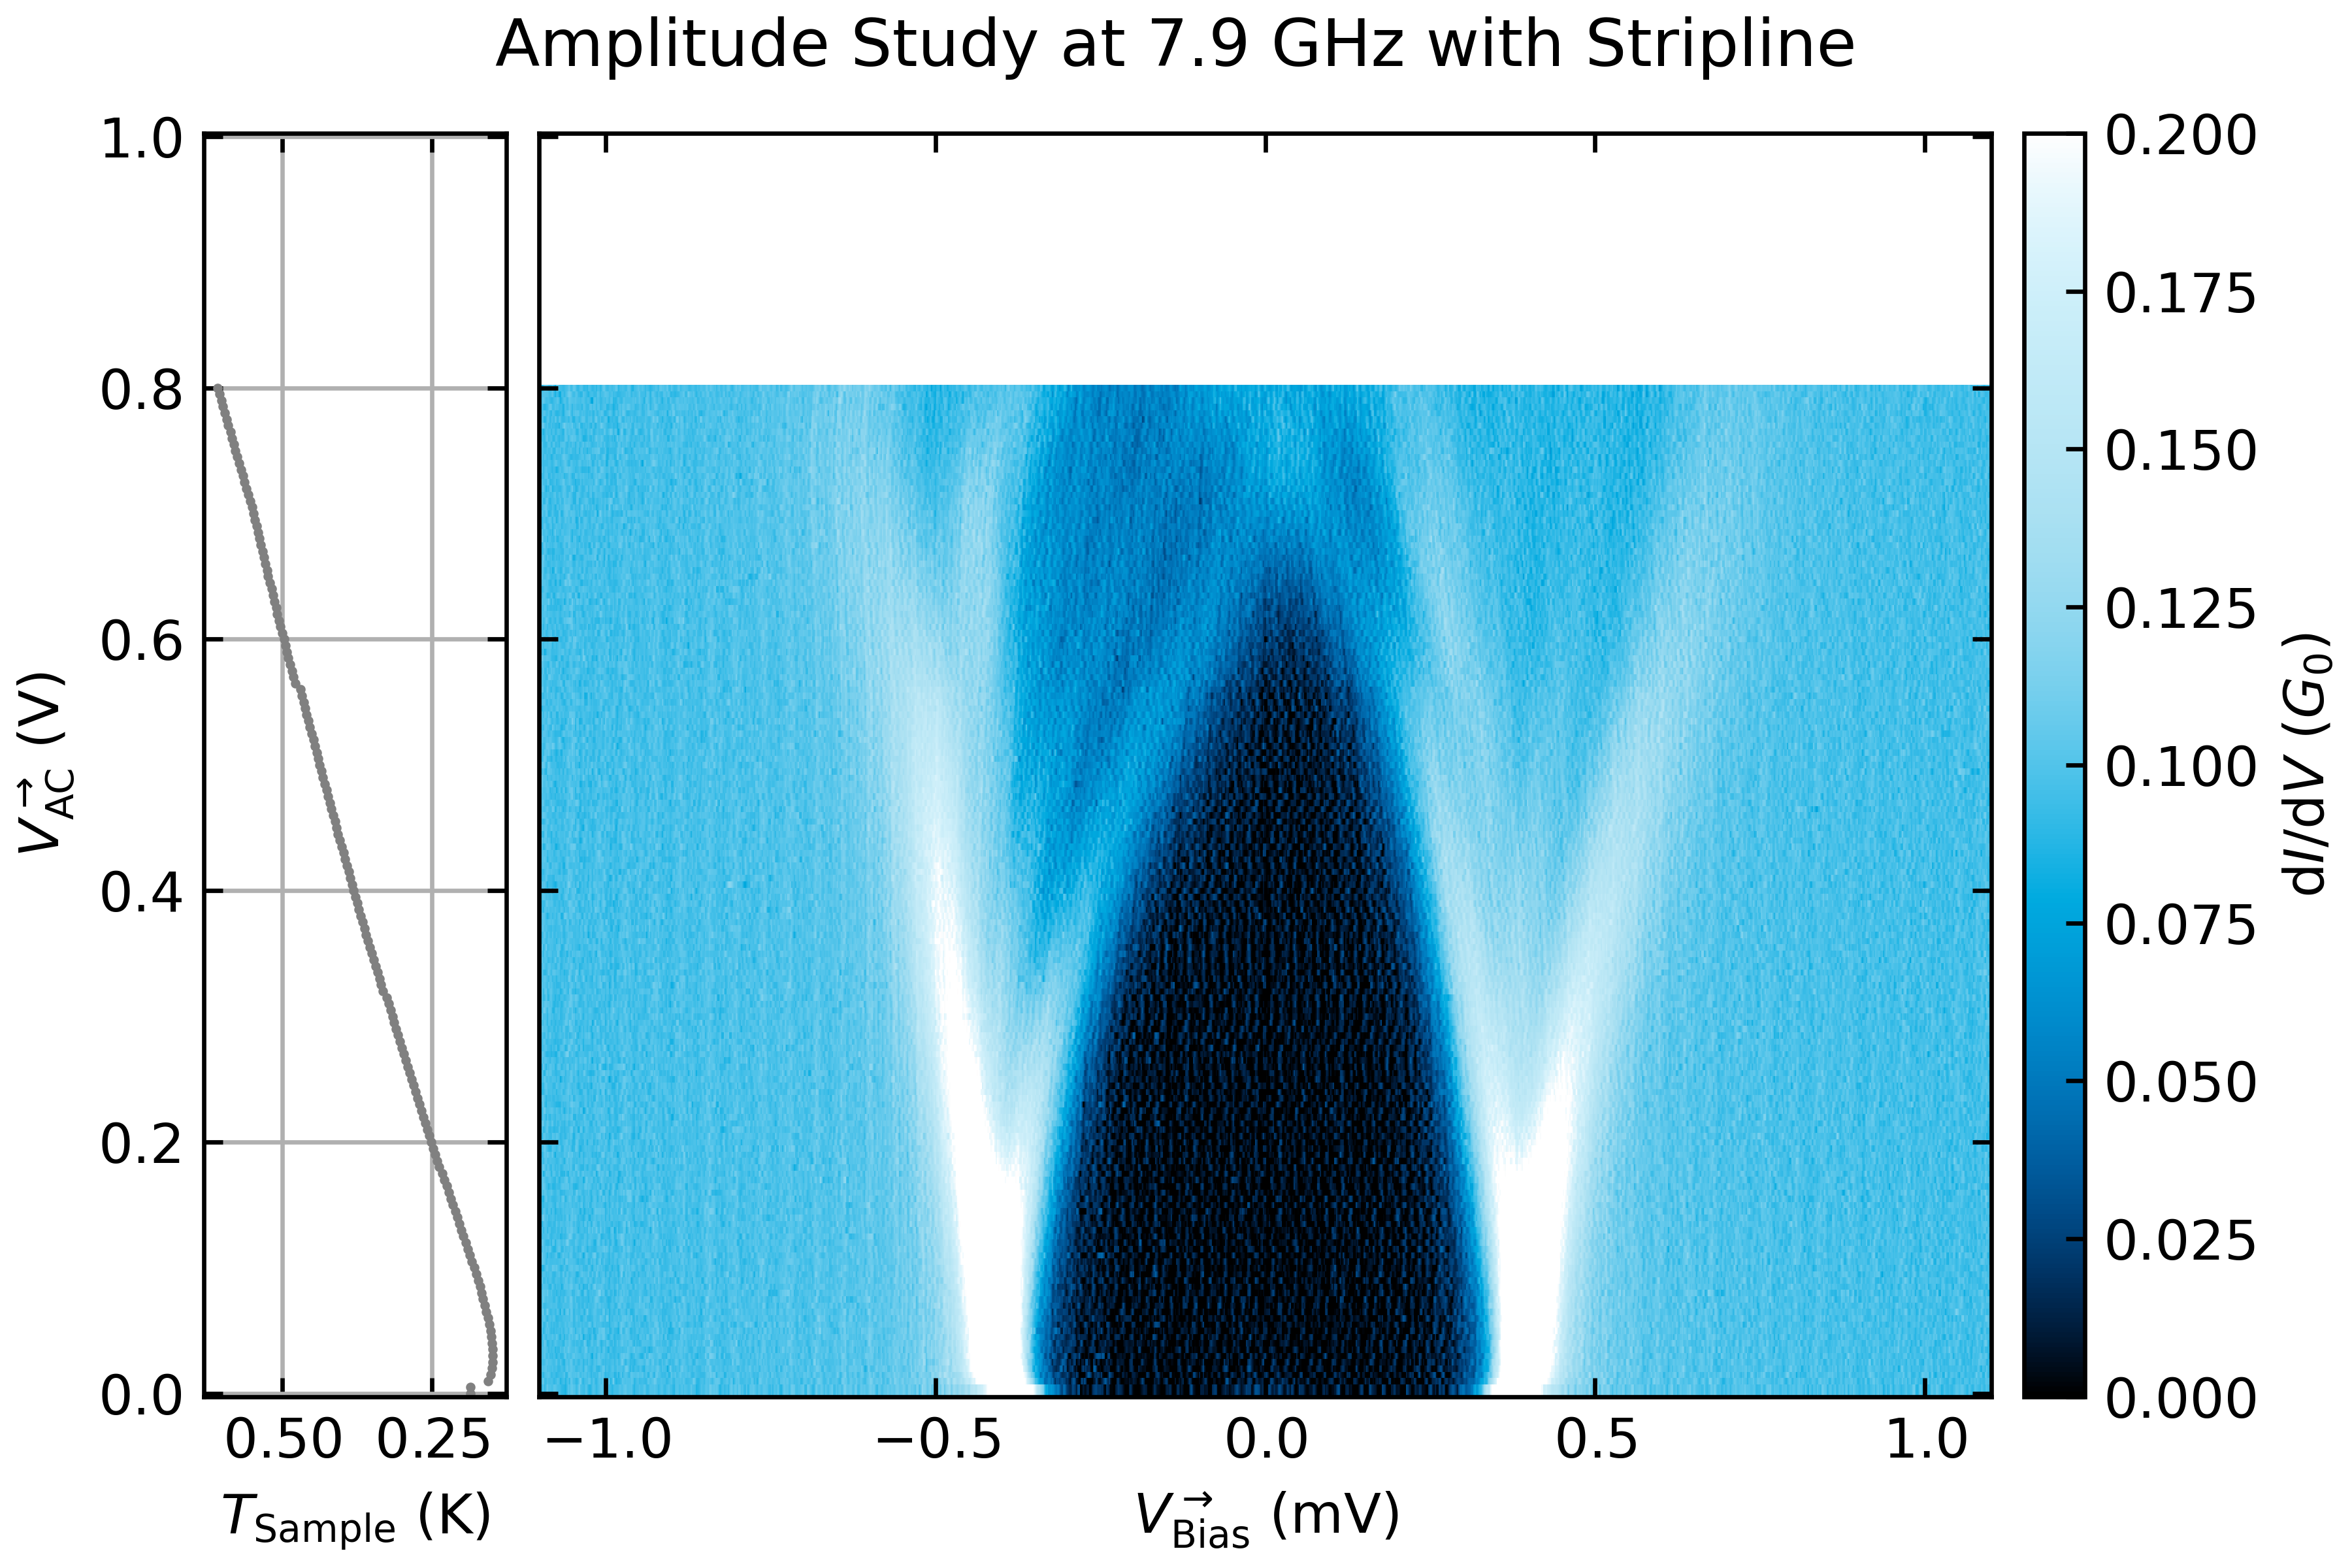 Amplitude Study at 7.9 GHz with Stripline
1.0
0.8
0.6
0.4
0.2
0.0
V→AC (V)
0.50 0.25
TSample (K)
−1.0 −0.5 0.0 0.5 1.0
V→Bias (mV)
0.200
0.175
0.150
0.125
0.100
0.075
0.050
0.025
0.000
dI/dV (G0)